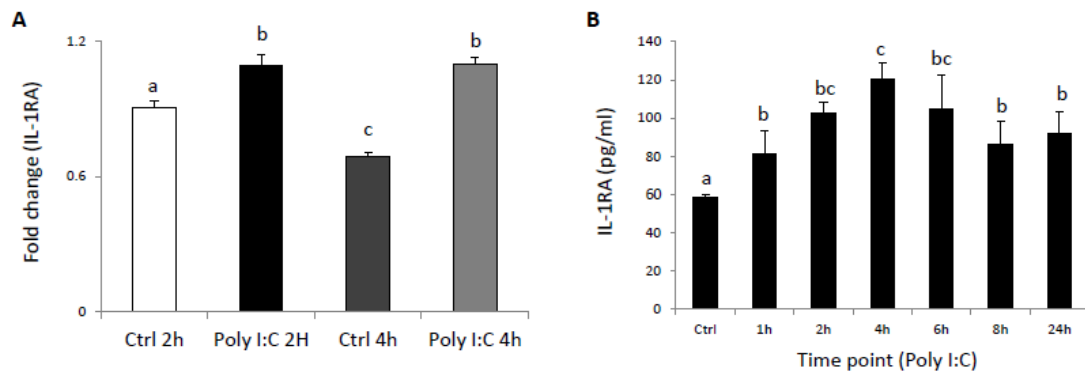 A
Fold change (IL-1RA)
1.2
0.6
0
a
b
c
b
Ctrl 2h
Poly I:C 2H
Ctrl 4h
Poly I:C 4h
B
IL-1RA (pg/ml)
140
120
100
80
60
40
20
0
a
b
bc
c
bc
b
b
Ctrl
1h
2h
4h
6h
8h
24h
Time point (Poly I:C)